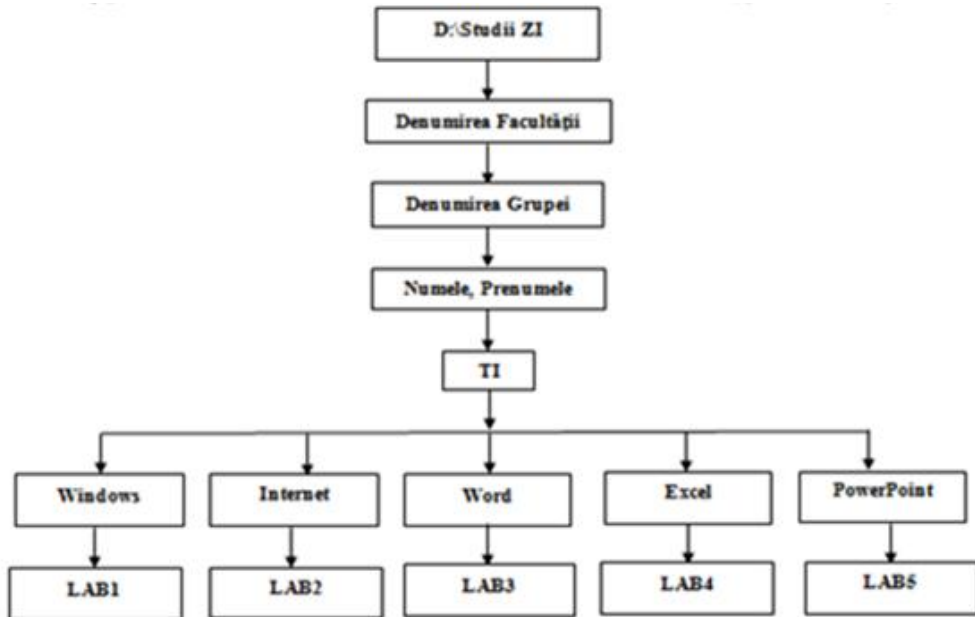 D:\Studii ZI
Denumirea Facultății
Denumirea Grupei
Numele, Prenumele
TI
Windows
Internet
Word
Excel
PowerPoint
LAB1
LAB2
LAB3
LAB4
LAB5